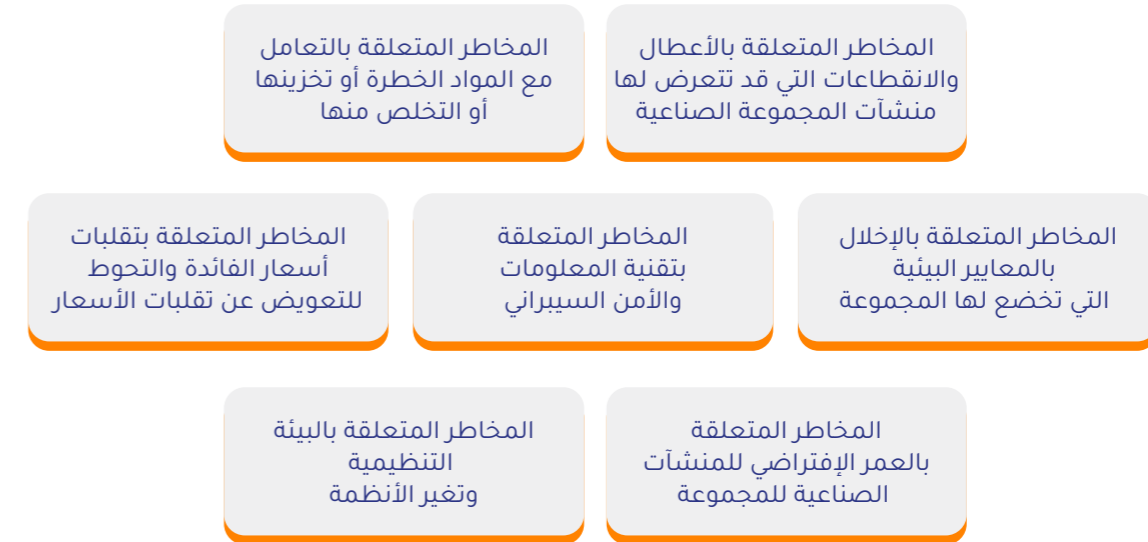 المخاطر المتعلقة بالأعطال
والانقطاعات التي قد تتعرض لها
منشآت المجموعة الصناعية
المخاطر المتعلقة بالتعامل
مع المواد الخطرة أو تخزينها
أو التخلص منها
المخاطر المتعلقة بالإخلال
بالمعايير البيئية
التي تخضع لها المجموعة
المخاطر المتعلقة
بتقنية المعلومات
والأمن السيبراني
المخاطر المتعلقة بتقلبات
أسعار الفائدة والتحوط
للتعويض عن تقلبات الأسعار
المخاطر المتعلقة
بالعمر الإفتراضي للمنشآت
الصناعية للمجموعة
المخاطر المتعلقة بالبيئة
التنظيمية
وتغير الأنظمة